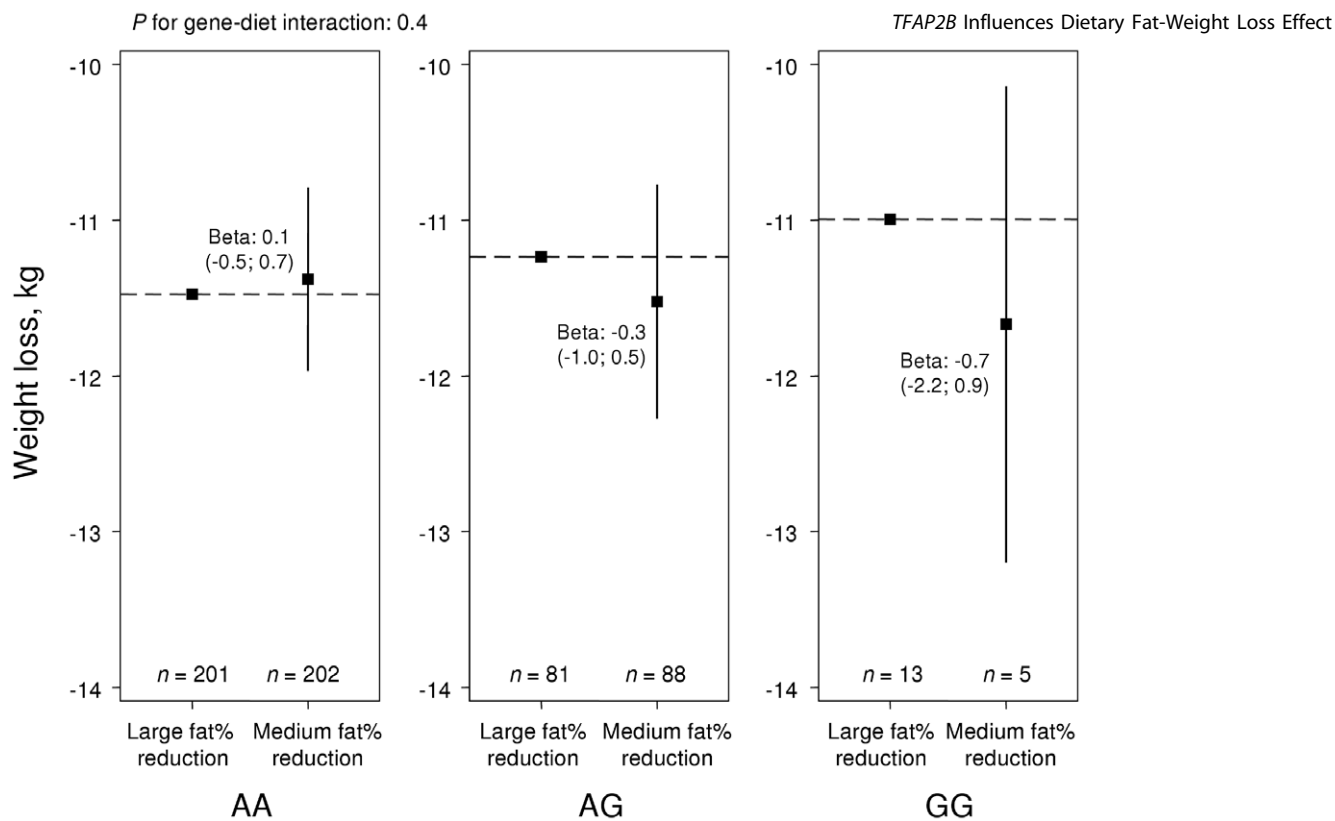 P for gene-diet interaction: 0.4
TFAP2B Influences Dietary Fat-Weight Loss Effect
Weight loss, kg
-10
-11
-12
-13
-14
Beta: 0.1
(-0.5; 0.7)
n = 201
n = 202
Large fat%
reduction
Medium fat%
reduction
AA
-10
-11
-12
-13
-14
Beta: -0.3
(-1.0; 0.5)
n = 81
n = 88
Large fat%
reduction
Medium fat%
reduction
AG
-10
-11
-12
-13
-14
Beta: -0.7
(-2.2; 0.9)
n = 13
n = 5
Large fat%
reduction
Medium fat%
reduction
GG